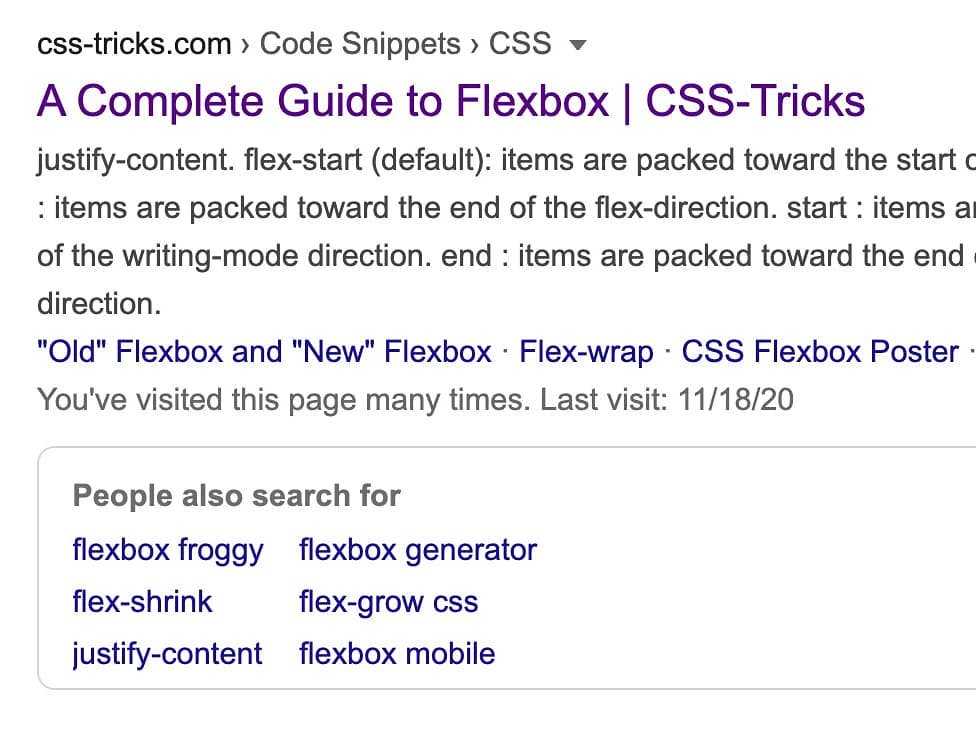 css-tricks.com › Code Snippets › CSS
A Complete Guide to Flexbox | CSS-Tricks
justify-content. flex-start (default): items are packed toward the start
: items are packed toward the end of the flex-direction. start : items
of the writing-mode direction. end : items are packed toward the end
direction.
"Old" Flexbox and "New" Flexbox · Flex-wrap · CSS Flexbox Poster ·
You've visited this page many times. Last visit: 11/18/20
People also search for
flexbox froggy flexbox generator
flex-shrink flex-grow css
justify-content flexbox mobile